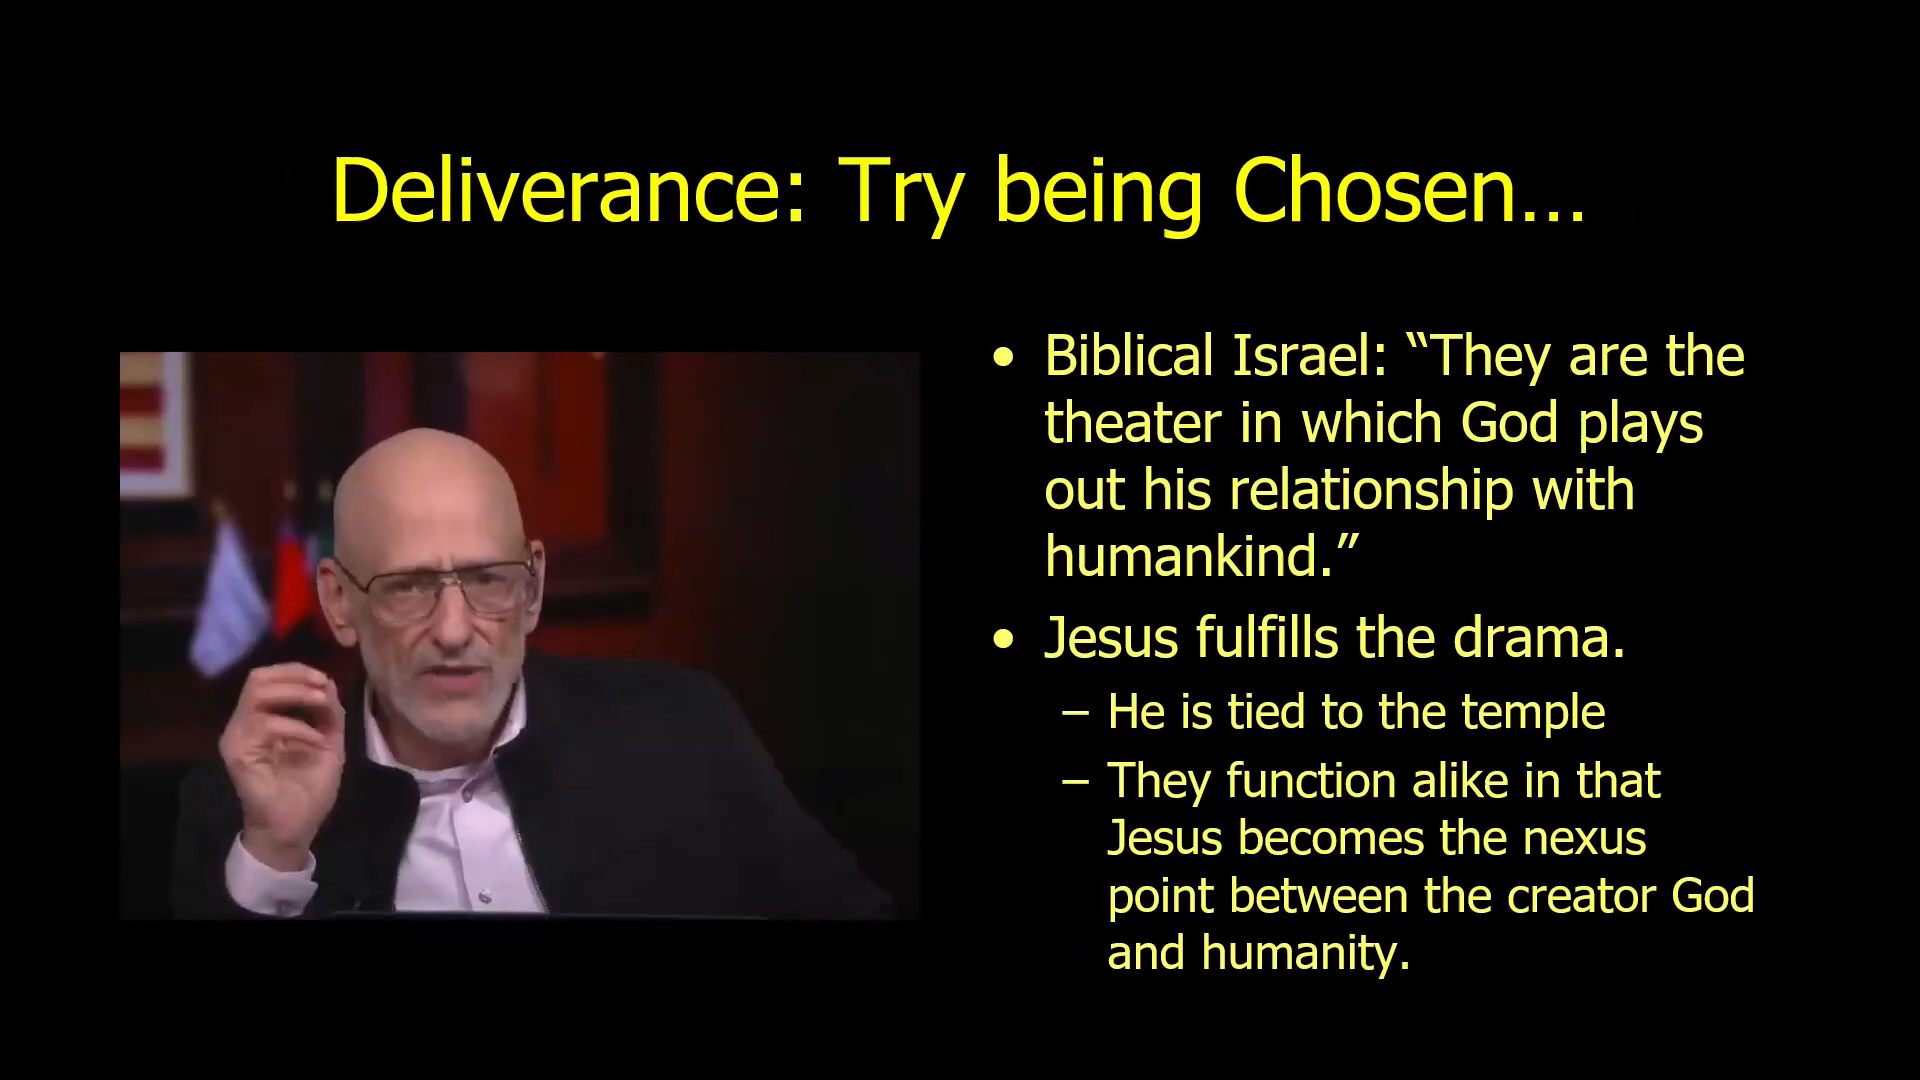 Deliverance: Try being Chosen…
• Biblical Israel: “They are the
theater in which God plays
out his relationship with
humankind.”
• Jesus fulfills the drama.
– He is tied to the temple
– They function alike in that
Jesus becomes the nexus
point between the creator God
and humanity.